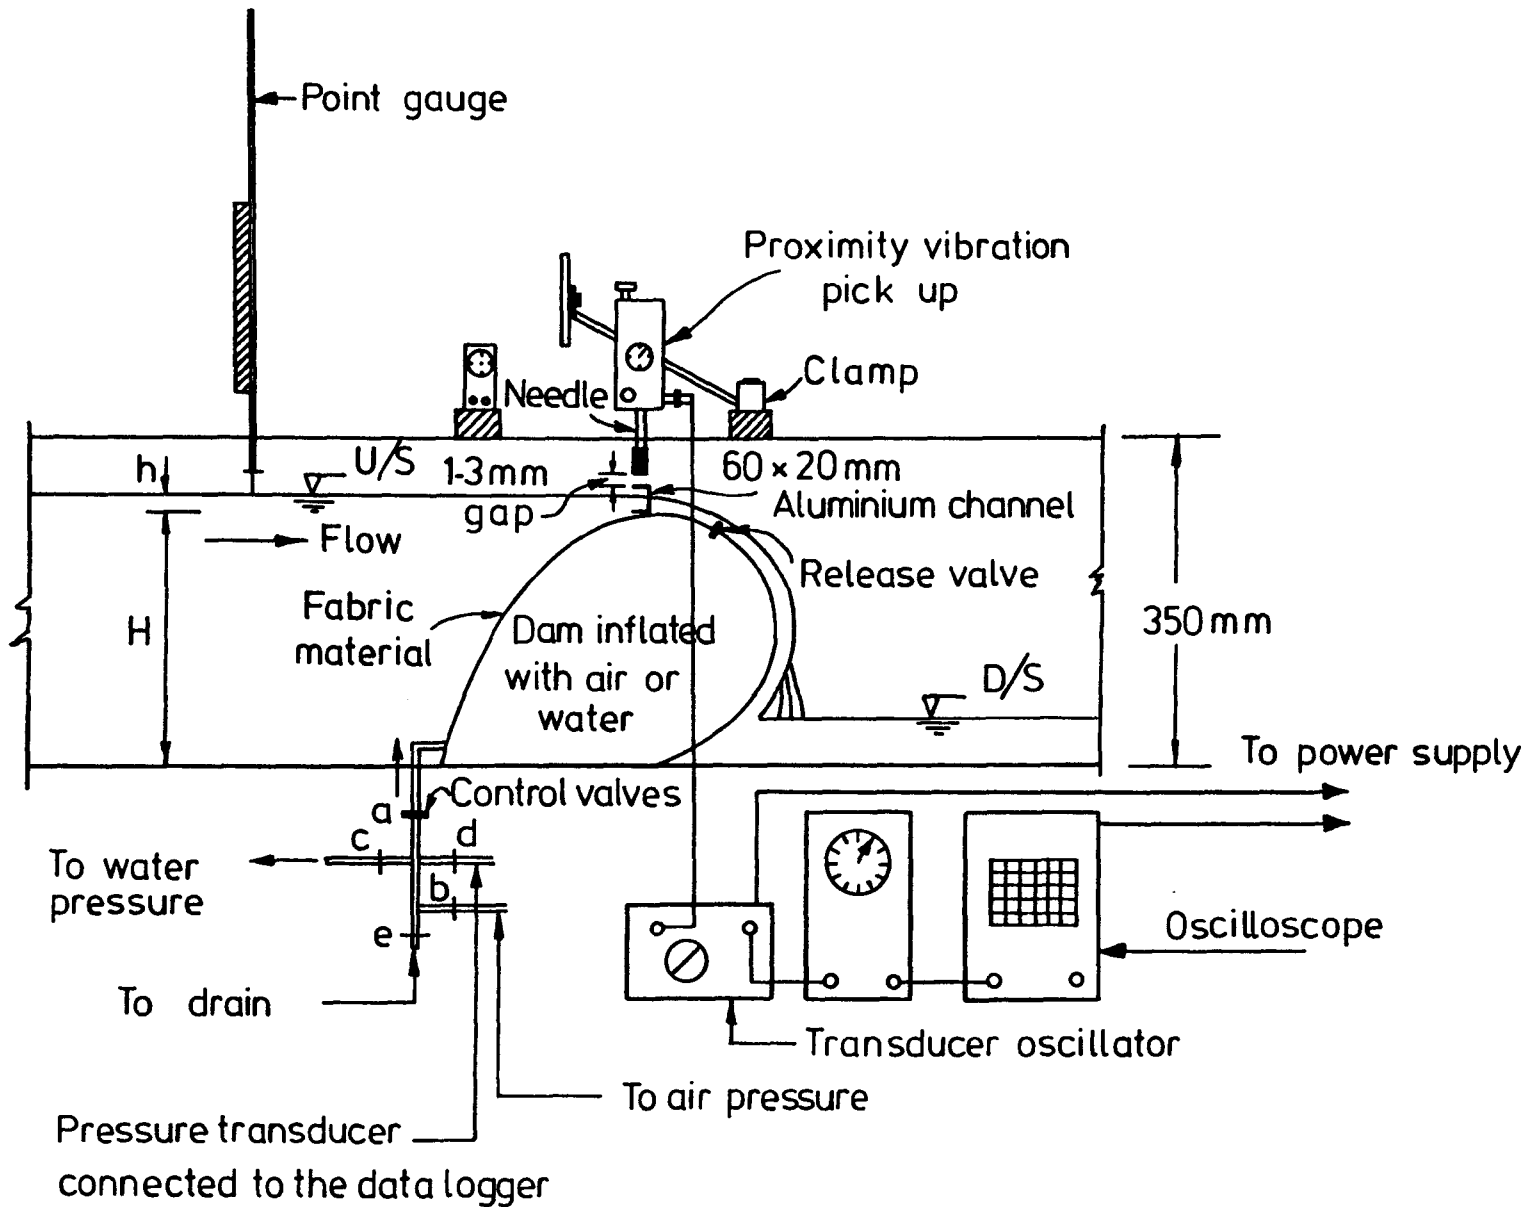 Point gauge
Proximity vibration
pick up
Clamp
Needle
h
U/S
1-3mm
gap
60 × 20mm
Aluminium channel
Flow
Release valve
Fabric
material
H
Dam inflated
with air or
water
350mm
D/S
To power supply
Control valves
a
c
d
To water
pressure
b
e
Oscilloscope
To drain
Transducer oscillator
To air pressure
Pressure transducer
connected to the data logger